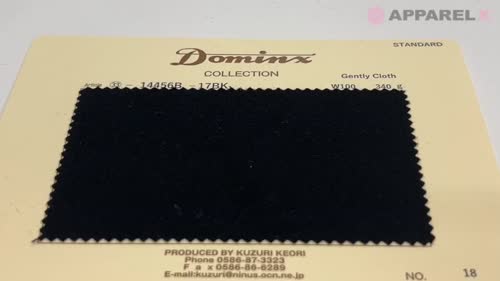 APPAREL X
STANDARD
Dominx
COLLECTION
Gently Cloth
14456B -17BK W100 340 g
PRODUCED BY KUZURI KEORI
Phone 0586-87-3323
Fax 0586-86-6289
E-mail:kuzuri@ninus.ocn.ne.jp
NO. 18